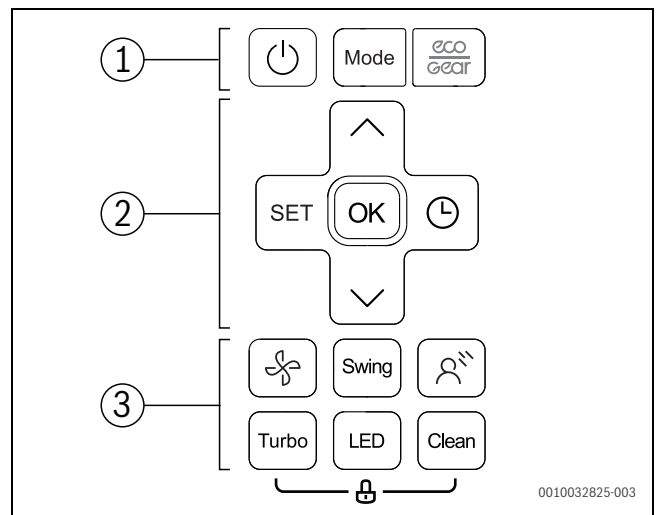 1 Mode eco
Gear
2 SET OK
3 Swing
Turbo LED Clean
0010032825-003